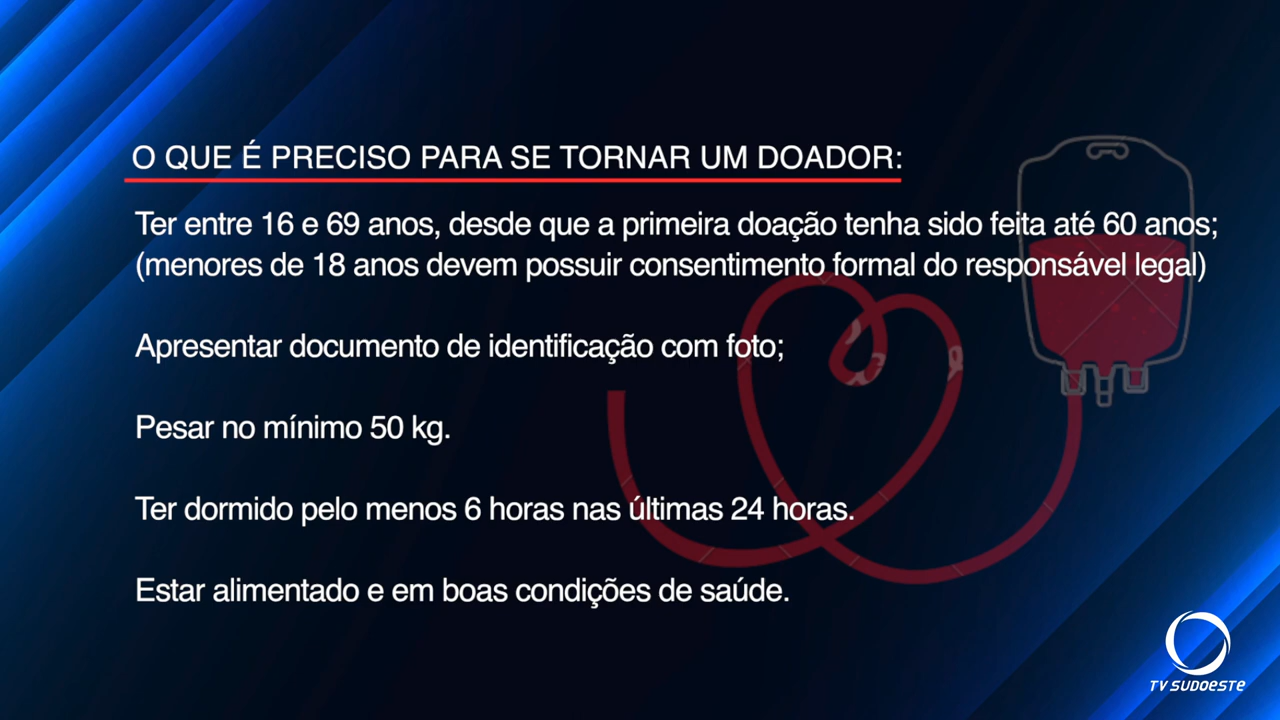 O QUE É PRECISO PARA SE TORNAR UM DOADOR:
Ter entre 16 e 69 anos, desde que a primeira doação tenha sido feita até 60 anos;
(menores de 18 anos devem possuir consentimento formal do responsável legal)
Apresentar documento de identificação com foto;
Pesar no mínimo 50 kg.
Ter dormido pelo menos 6 horas nas últimas 24 horas.
Estar alimentado e em boas condições de saúde.
TV SUDOESTE